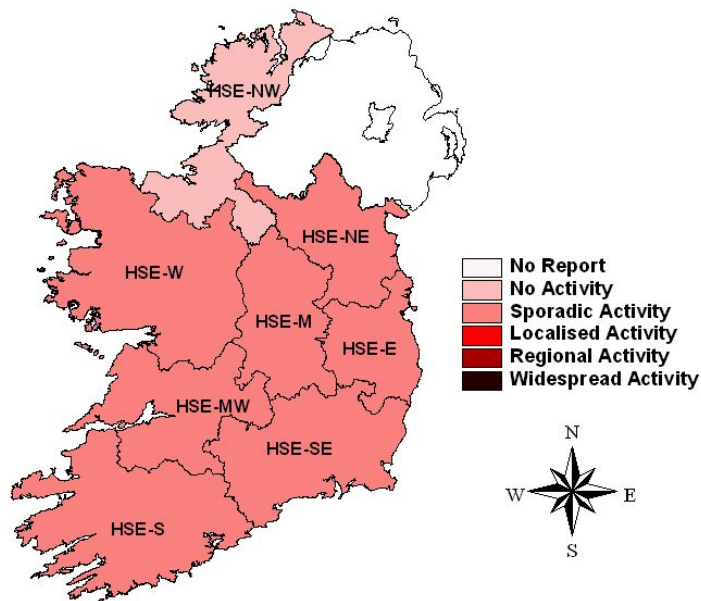 HSE-NW
HSE-NE
HSE-W
HSE-M
HSE-E
HSE-MW
HSE-SE
HSE-S
No Report
No Activity
Sporadic Activity
Localised Activity
Regional Activity
Widespread Activity
N
W E
S